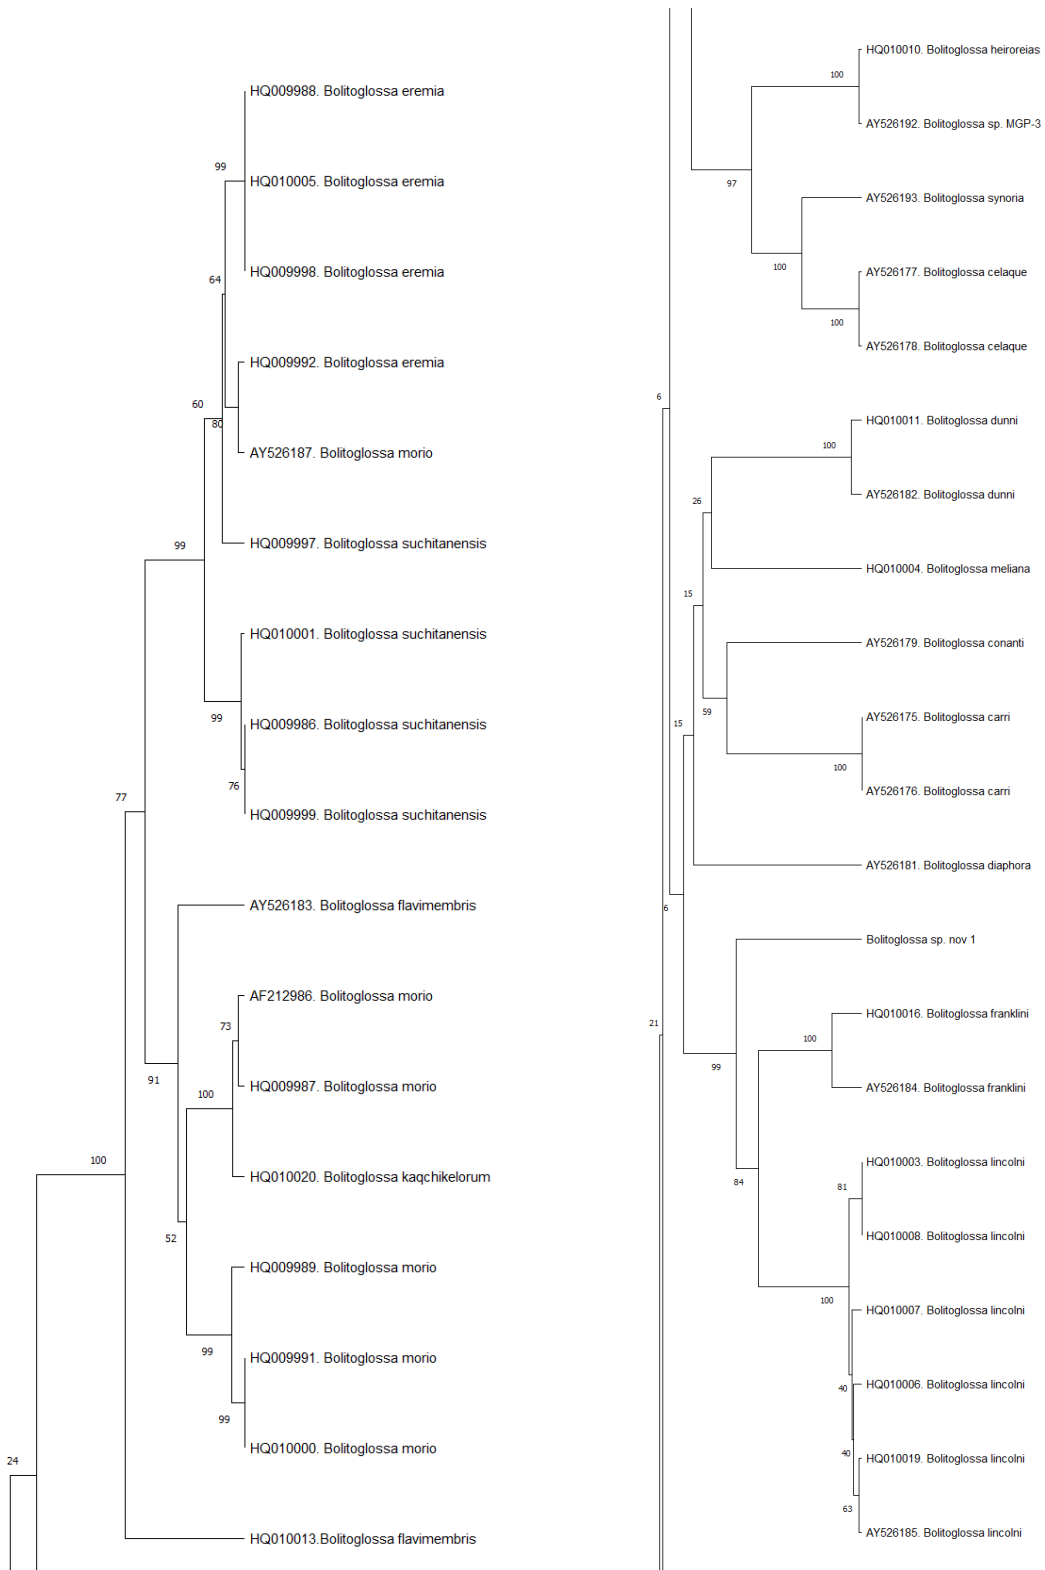 HQ009988. Bolitoglossa eremia
99
HQ010005. Bolitoglossa eremia
HQ009998. Bolitoglossa eremia
64
HQ009992. Bolitoglossa eremia
60
80
AY526187. Bolitoglossa morio
HQ009997. Bolitoglossa suchitanensis
99
HQ010001. Bolitoglossa suchitanensis
99
HQ009986. Bolitoglossa suchitanensis
76
HQ009999. Bolitoglossa suchitanensis
77
AY526183. Bolitoglossa flavimembris
AF212986. Bolitoglossa morio
73
91
HQ009987. Bolitoglossa morio
100
100
HQ010020. Bolitoglossa kaqchikelorum
52
HQ009989. Bolitoglossa morio
99
HQ009991. Bolitoglossa morio
99
HQ010000. Bolitoglossa morio
24
HQ010013.Bolitoglossa flavimembris
HQ010010. Bolitoglossa heiroreias
100
AY526192. Bolitoglossa sp. MGP-3
97
AY526193. Bolitoglossa synoria
100
AY526177. Bolitoglossa celaque
100
AY526178. Bolitoglossa celaque
6
HQ010011. Bolitoglossa dunni
100
AY526182. Bolitoglossa dunni
26
HQ010004. Bolitoglossa meliana
15
AY526179. Bolitoglossa conanti
59
15
AY526175. Bolitoglossa carri
100
AY526176. Bolitoglossa carri
AY526181. Bolitoglossa diaphora
6
Bolitoglossa sp. nov 1
21
HQ010016. Bolitoglossa franklini
100
99
AY526184. Bolitoglossa franklini
HQ010003. Bolitoglossa lincolni
84
81
HQ010008. Bolitoglossa lincolni
100
HQ010007. Bolitoglossa lincolni
40
HQ010006. Bolitoglossa lincolni
40
HQ010019. Bolitoglossa lincolni
63
AY526185. Bolitoglossa lincolni